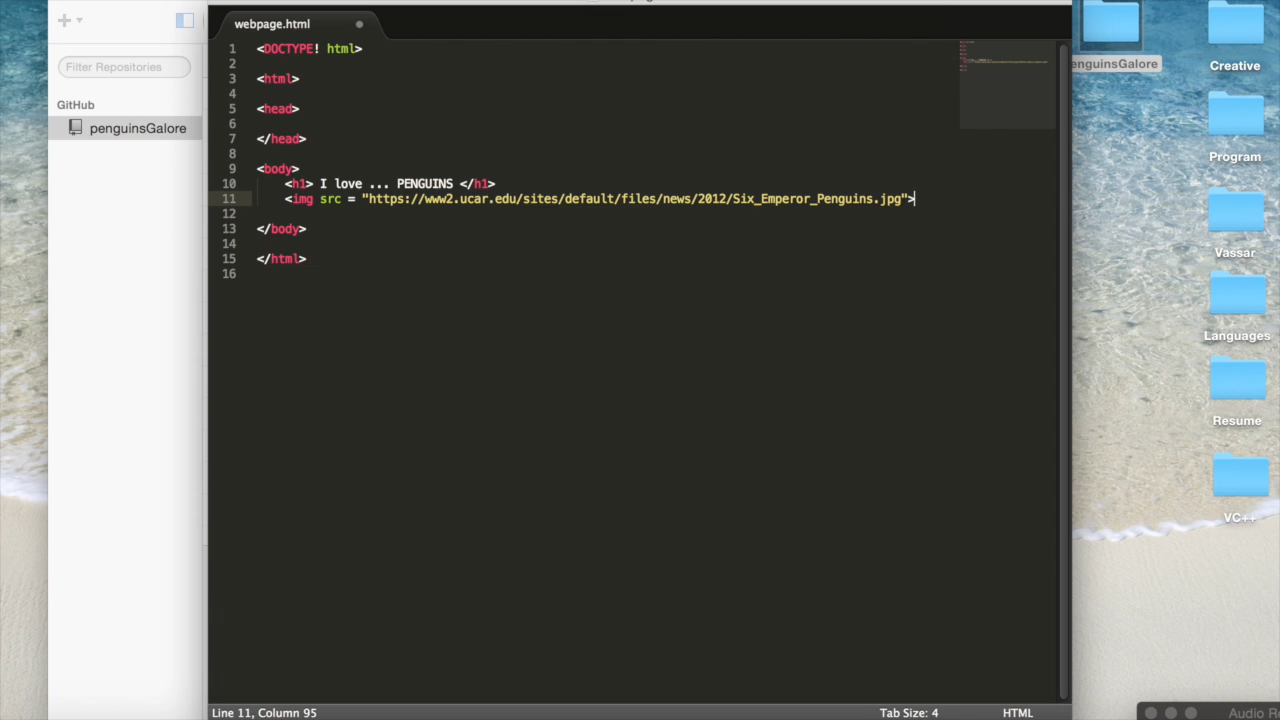 webpage.html
Filter Repositories
GitHub
penguinsGalore
1 <DOCTYPE! html>
2
3 <html>
4
5 <head>
6
7 </head>
8
9 <body>
10 <h1> I love ... PENGUINS </h1>
11 <img src = "https://www2.ucar.edu/sites/default/files/news/2012/Six_Emperor_Penguins.jpg">
12
13 </body>
14
15 </html>
16
enguinsGalore
Creative
Program
Vassar
Languages
Resume
VC++
Line 11, Column 95
Tab Size: 4
HTML
Audio R